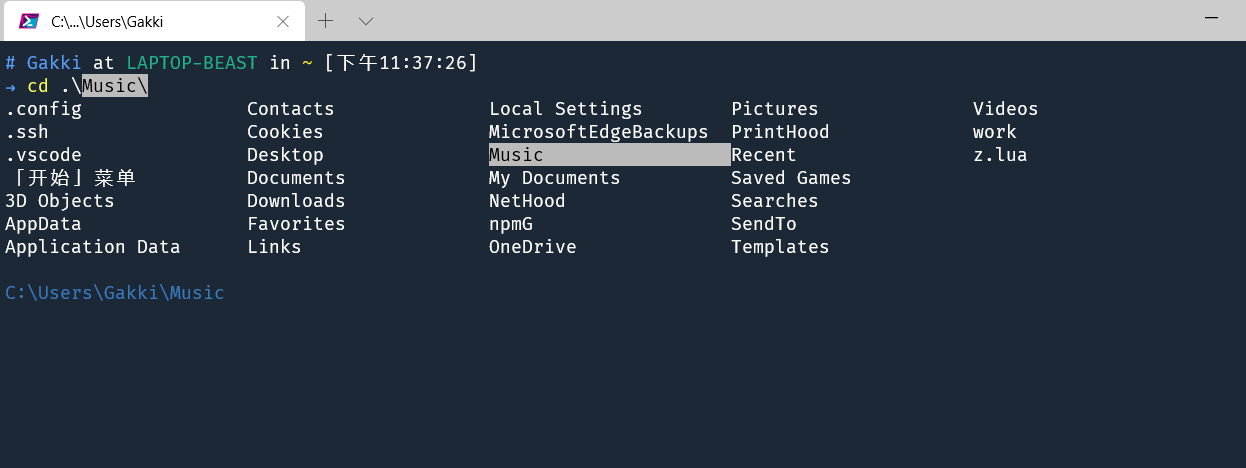 C:\...\Users\Gakki
# Gakki at LAPTOP-BEAST in ~ [下午11:37:26]
→ cd .\Music\
.config Contacts Local Settings Pictures Videos
.ssh Cookies MicrosoftEdgeBackups PrintHood work
.vscode Desktop Music Recent z.lua
「开始」菜单 Documents My Documents Saved Games
3D Objects Downloads NetHood Searches
AppData Favorites npmG SendTo
Application Data Links OneDrive Templates
C:\Users\Gakki\Music